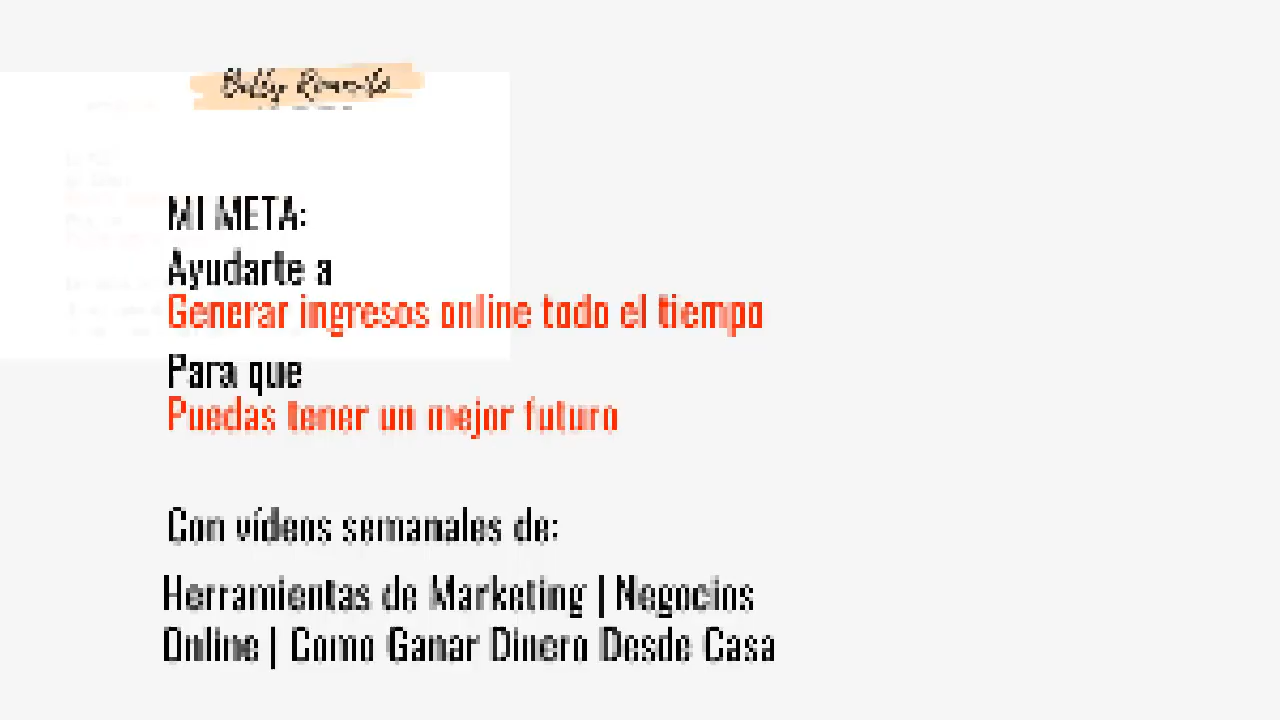 MI META:
Ayudarte a
Generar ingresos online todo el tiempo
Para que
Puedas tener un mejor futuro
Con vídeos semanales de:
Herramientas de Marketing | Negocios
Online | Como Ganar Dinero Desde Casa